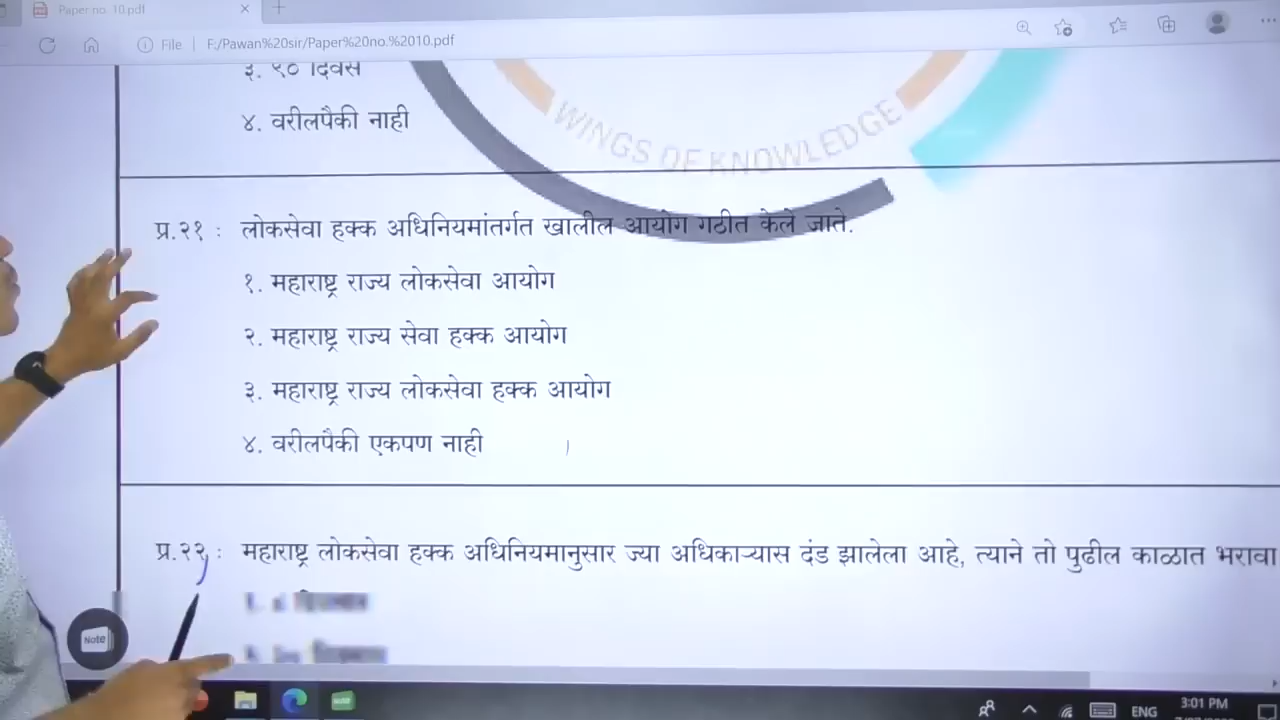 Paper no. 10.pdf
File F:/Pawan%20sir/Paper%20no.%2010.pdf
३. ९० दिवस
WINGS OF KNOWLEDGE
४. वरीलपैकी नाही
प्र.२१ : लोकसेवा हक्क अधिनियमांतर्गत खालील आयोग गठीत केले जाते.
१. महाराष्ट्र राज्य लोकसेवा आयोग
२. महाराष्ट्र राज्य सेवा हक्क आयोग
३. महाराष्ट्र राज्य लोकसेवा हक्क आयोग
४. वरीलपैकी एकपण नाही
प्र.२२ : महाराष्ट्र लोकसेवा हक्क अधिनियमानुसार ज्या अधिकाऱ्यास दंड झालेला आहे, त्याने तो पुढील काळात भरावा
Note
ENG
3:01 PM